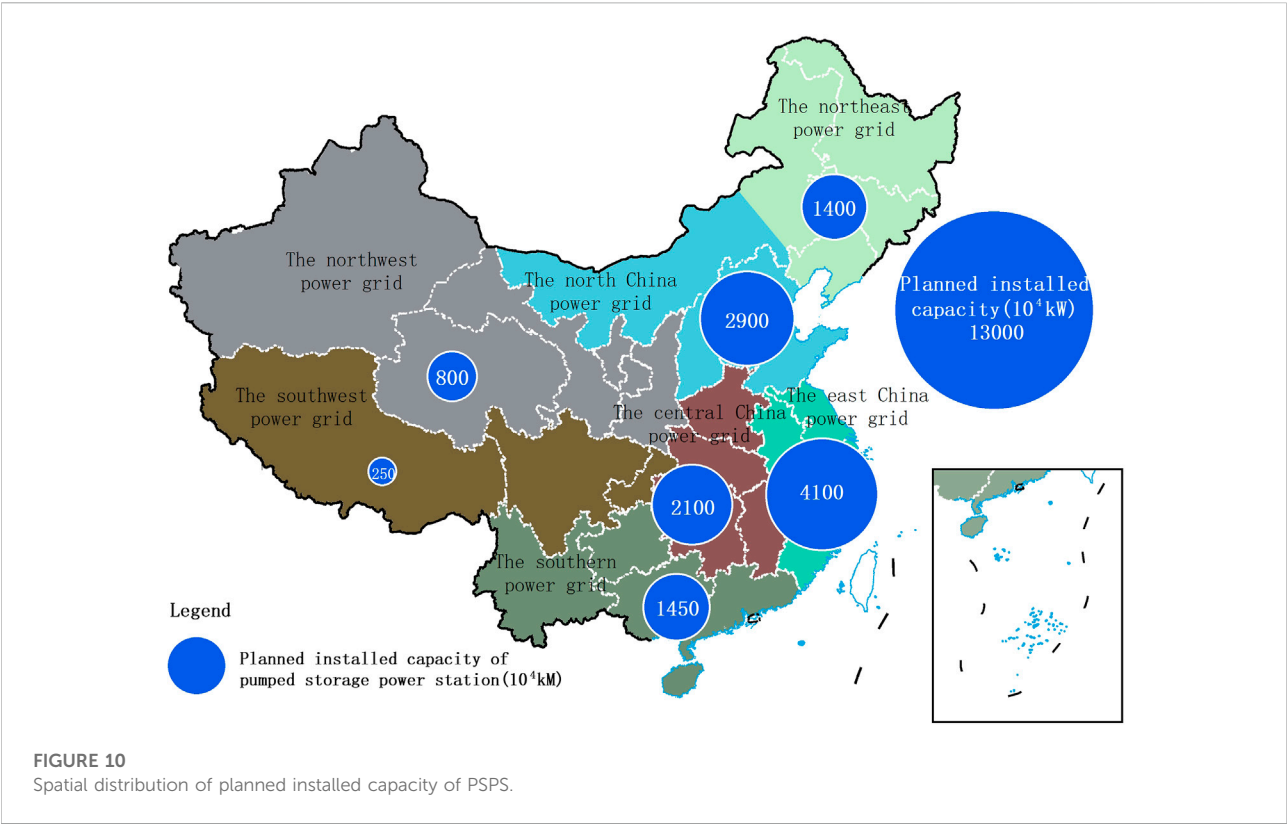 The northeast
power grid
1400
The northwest
power grid
The north China
power grid
Planned installed
capacity(10⁴kW)
13000
2900
800
The southwest
power grid
The central China
power grid
The east China
power grid
250
2100
4100
The southern
power grid
1450
Legend
Planned installed capacity of
pumped storage power station(10⁴kM)
FIGURE 10
Spatial distribution of planned installed capacity of PSPS.